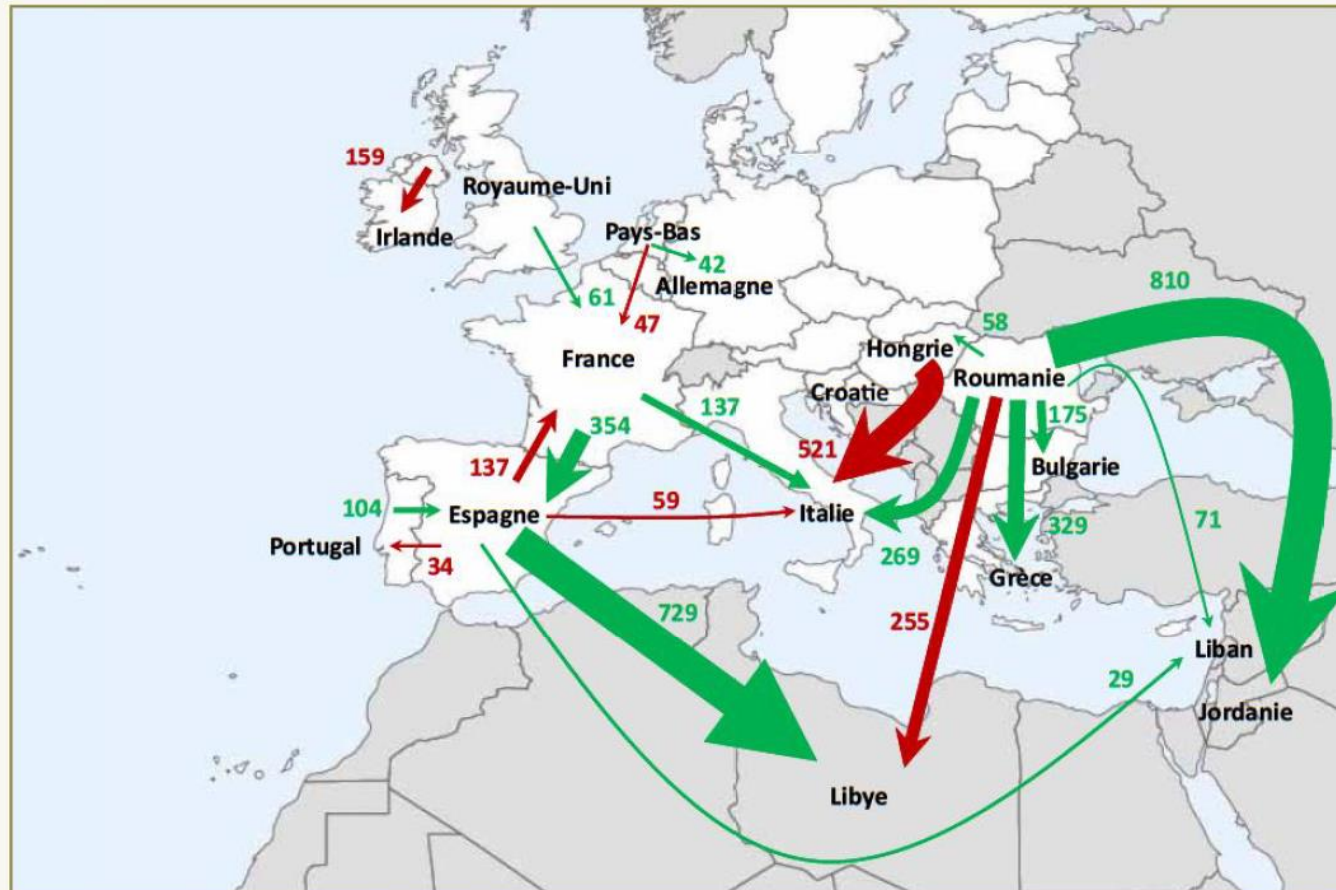 159
Royaume-Uni
Irlande
Pays-Bas
42
Allemagne
61
47
France
810
58
Hongrie
Roumanie
Croatie
137
175
354
521
137
Bulgarie
59
104
Espagne
Italie
71
Portugal
34
269
329
Grèce
729
255
Liban
29
Jordanie
Libye